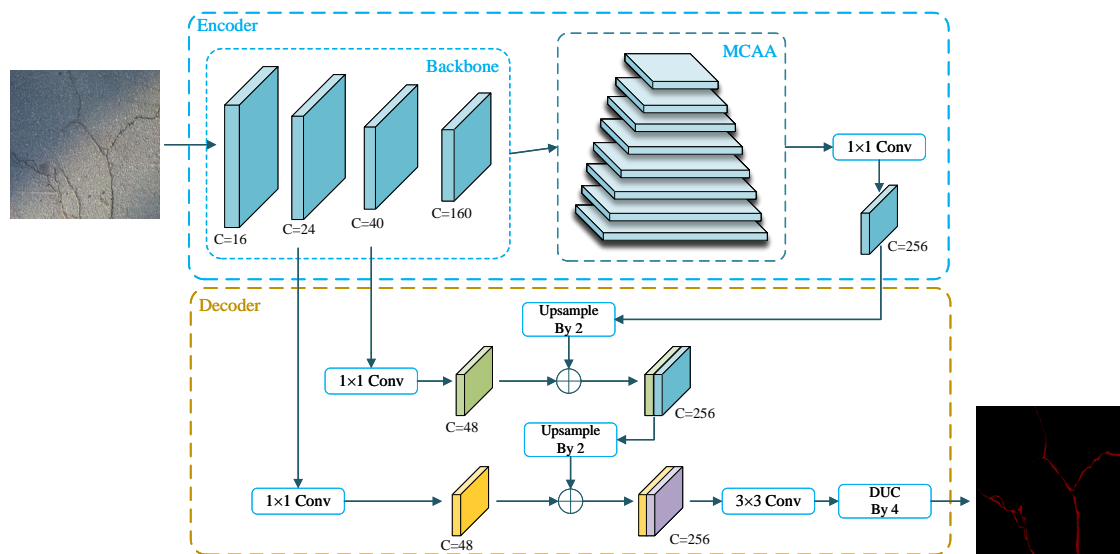 Encoder
Backbone
MCAA
C=16
C=24
C=40
C=160
1×1 Conv
C=256
Decoder
Upsample
By 2
1×1 Conv
C=48
C=256
Upsample
By 2
1×1 Conv
C=48
C=256
3×3 Conv
DUC
By 4